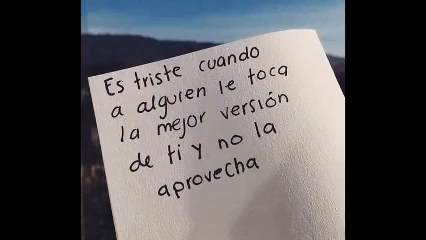 Es triste cuando
a alguien le toca
la mejor versión
de ti y no la
aprovecha